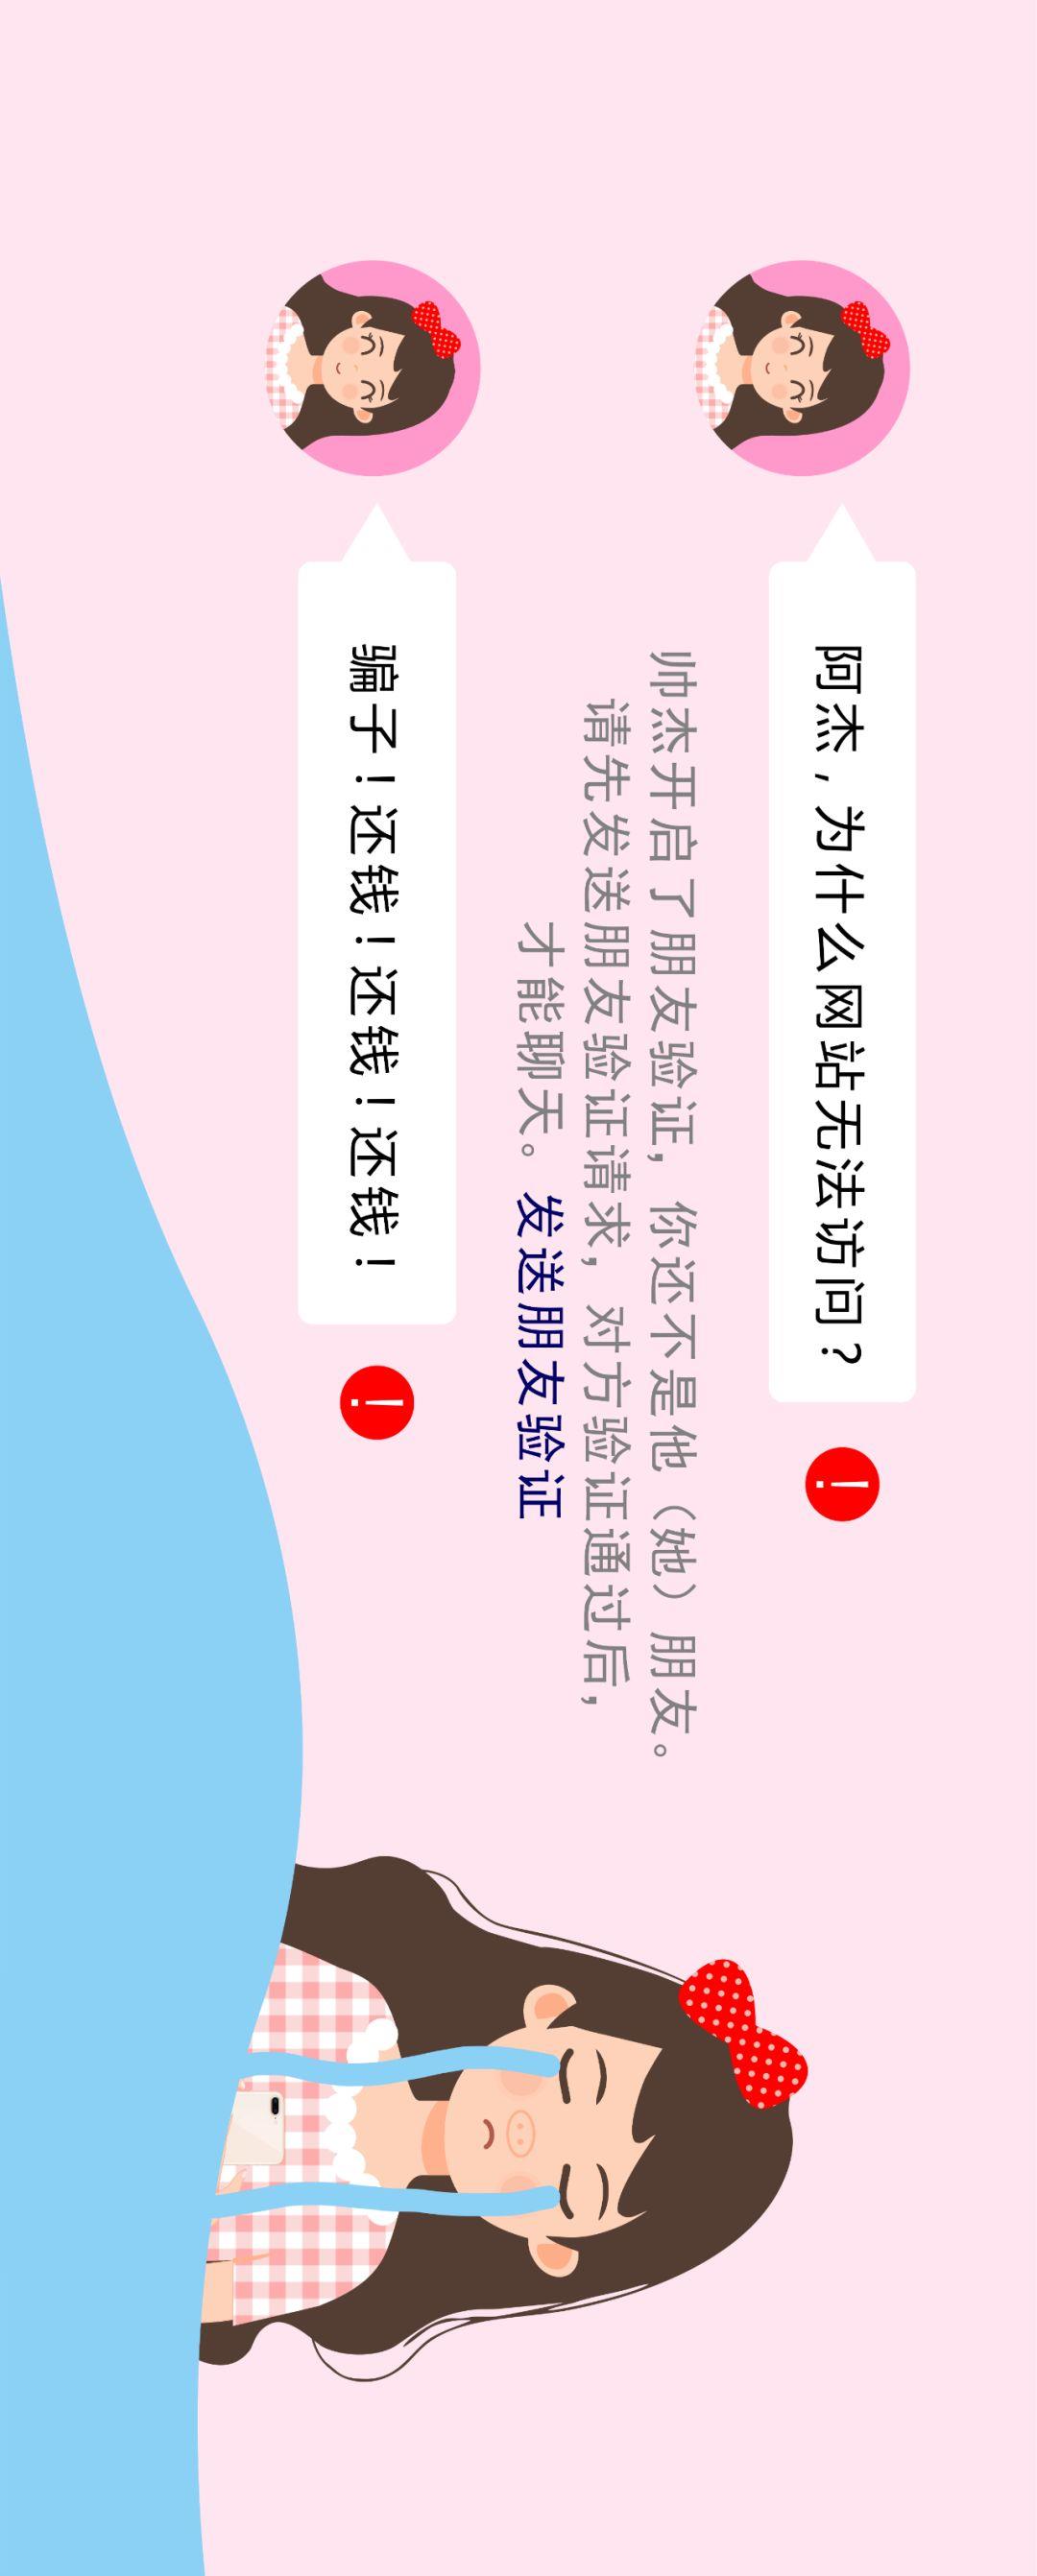 阿杰，为什么网站无法访问？
!
帅杰开启了朋友验证，你还不是他（她）朋友。
请先发送朋友验证请求，对方验证通过后，
才能聊天。发送朋友验证
骗子！还钱！还钱！还钱！
!